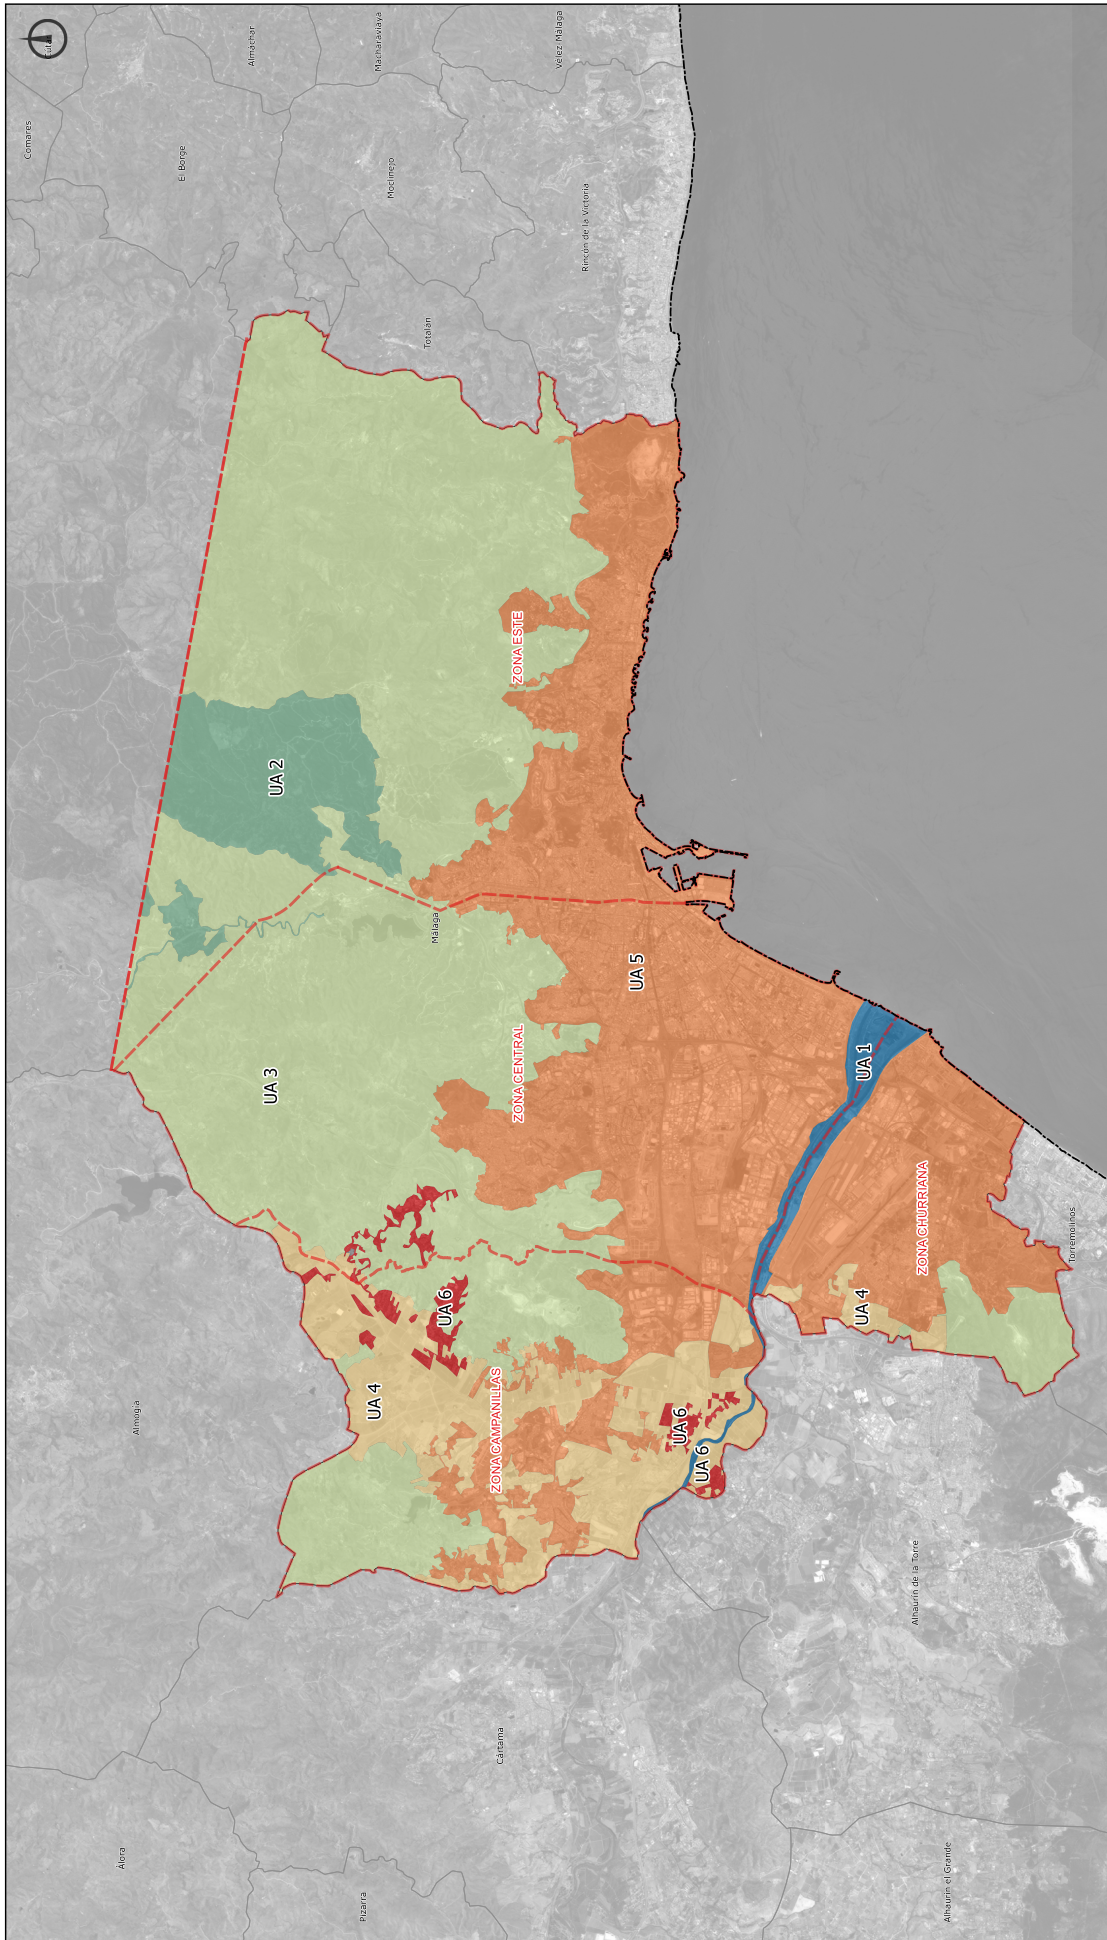 Comares
Almáchar
Macharaviaya
Vélez Málaga
El Borge
Moclinejo
Rincón de la Victoria
Totalán
ZONA ESTE
UA 2
Málaga
UA 5
UA 3
ZONA CENTRAL
UA 1
ZONA CHURRIANA
Torremolinos
UA 6
UA 4
UA 4
ZONA CAMPANILLAS
UA 6
UA 6
Almogía
Alhaurín de la Torre
Cártama
Álora
Pizarra
Alhaurín el Grande